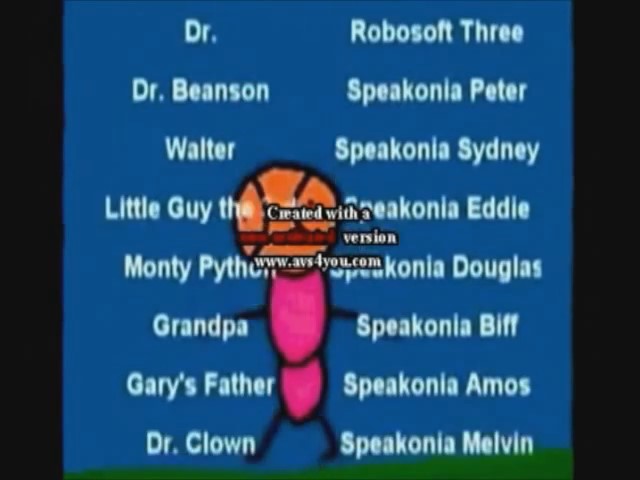 Dr. Robosoft Three
Dr. Beanson Speakonia Peter
Walter Speakonia Sydney
Little Guy the Speakonia Eddie
Created with a
version
Monty Python Speakonia Douglas
www.avs4you.com
Grandpa Speakonia Biff
Gary's Father Speakonia Amos
Dr. Clown Speakonia Melvin